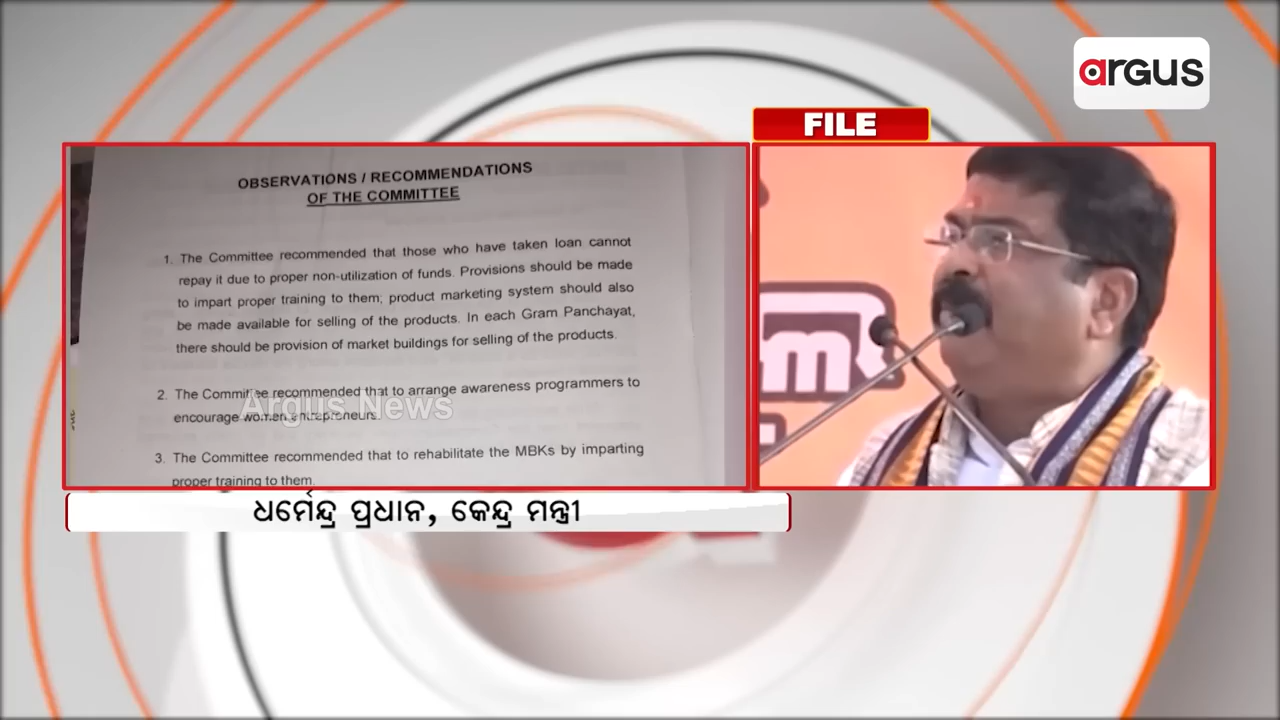 argus
FILE
OBSERVATIONS / RECOMMENDATIONS
OF THE COMMITTEE
1. The Committee recommended that those who have taken loan cannot
repay it due to proper non-utilization of funds. Provisions should be made
to impart proper training to them; product marketing system should also
be made available for selling of the products. In each Gram Panchayat,
there should be provision of market buildings for selling of the products.
2. The Committee recommended that to arrange awareness programmers to
encourage women entrepreneurs.
3. The Committee recommended that to rehabilitate the MBKs by imparting
proper training to them.
Argus News
ଧର୍ମେନ୍ଦ୍ର ପ୍ରଧାନ, କେନ୍ଦ୍ର ମନ୍ତ୍ରୀ